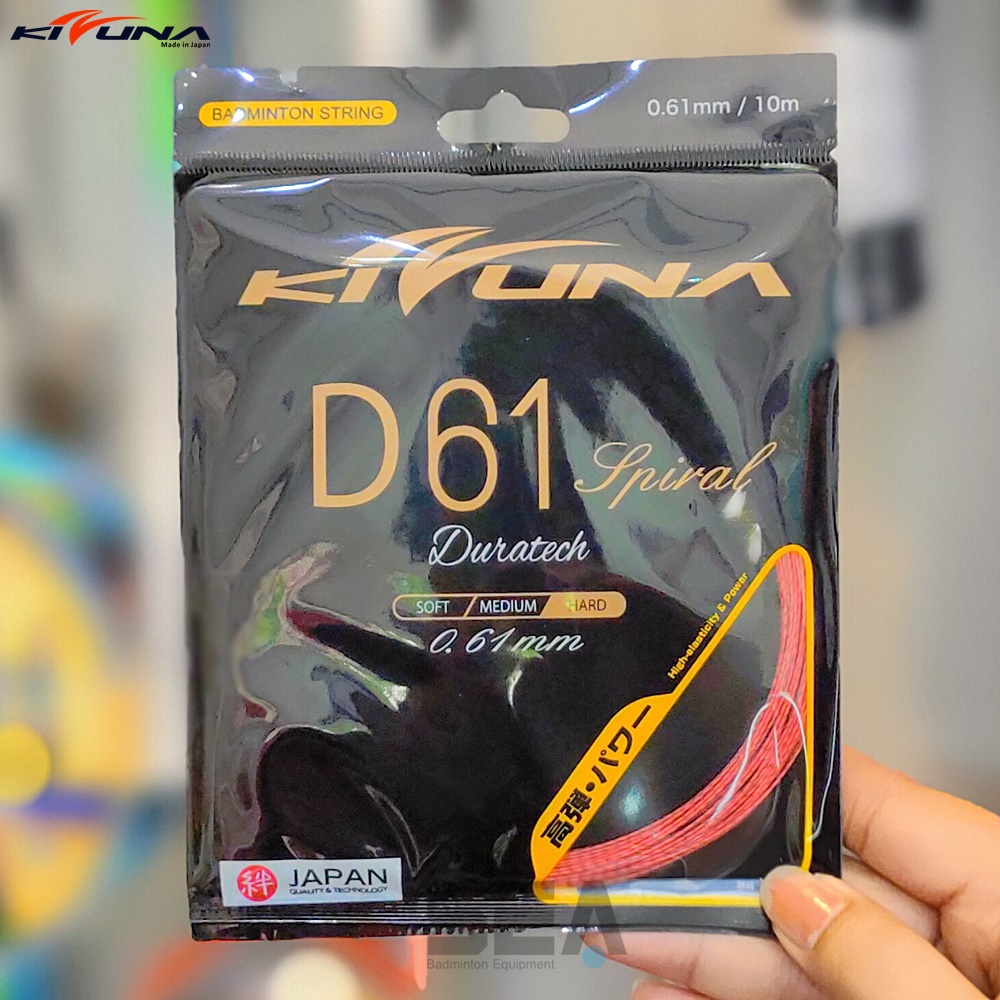 KIZUNA
Made in Japan
BADMINTON STRING
0.61mm / 10m
KIZUNA
D61 Spiral
Duratech
SOFT / MEDIUM / HARD
0.61mm
High-elasticity & Power
高弾・パワー
絆 JAPAN
QUALITY & TECHNOLOGY
Badminton Equipment